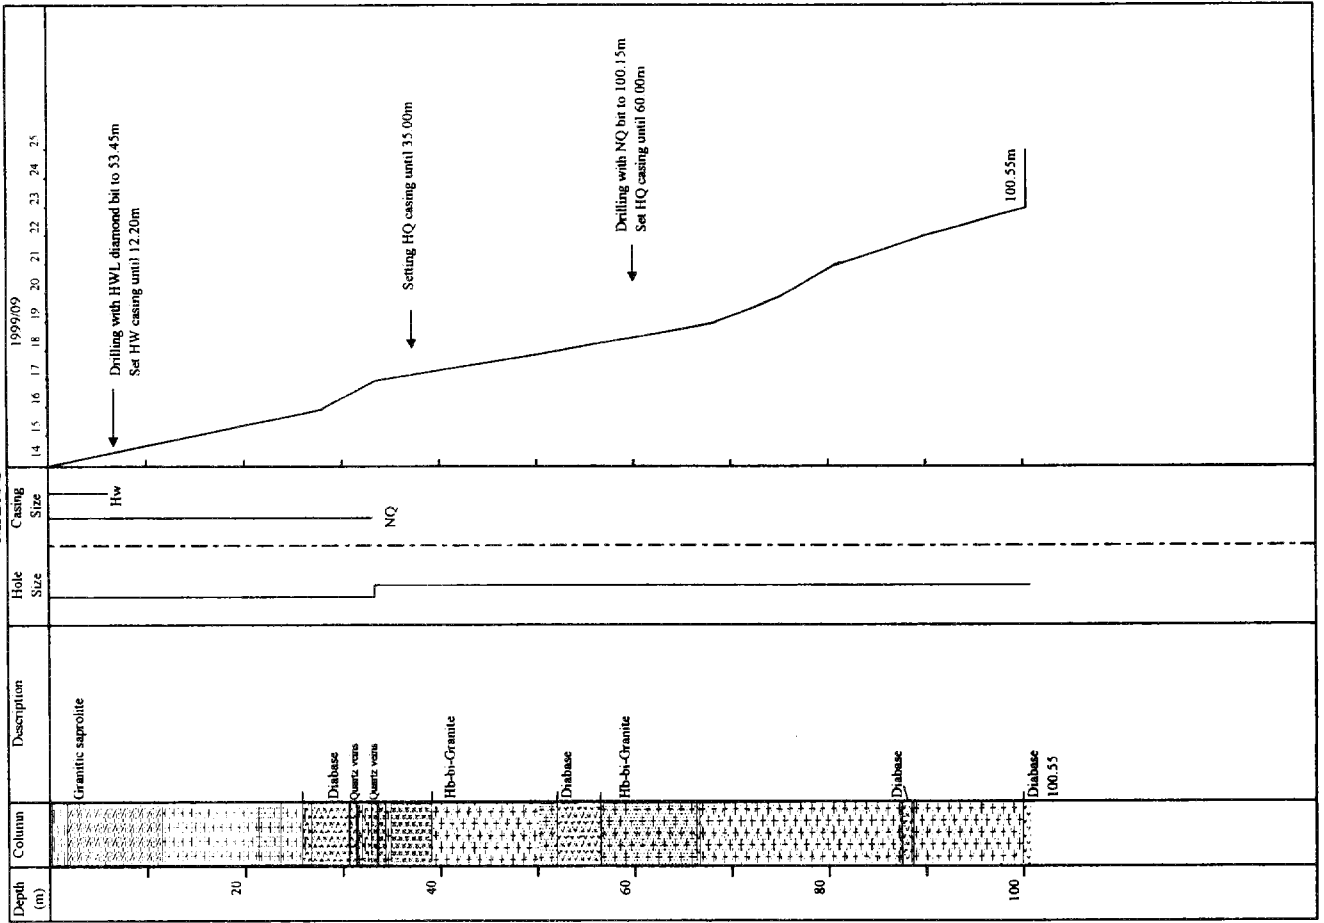 Depth
(m)
Column
Description
Hole
Size
Casing
Size
1999/09
14 15 16 17 18 19 20 21 22 23 24 25
Granitic saprolite
Hw
Drilling with HWL diamond bit to 53.45m
Set HW casing until 12.20m
20
Diabase
Quartz veins
Quartz veins
NQ
Setting HQ casing until 35.00m
40
Hb-bi-Granite
Diabase
60
Hb-bi-Granite
Drilling with NQ bit to 100.15m
Set HQ casing until 60.00m
80
Diabase
100
Diabase
100.55
100.55m